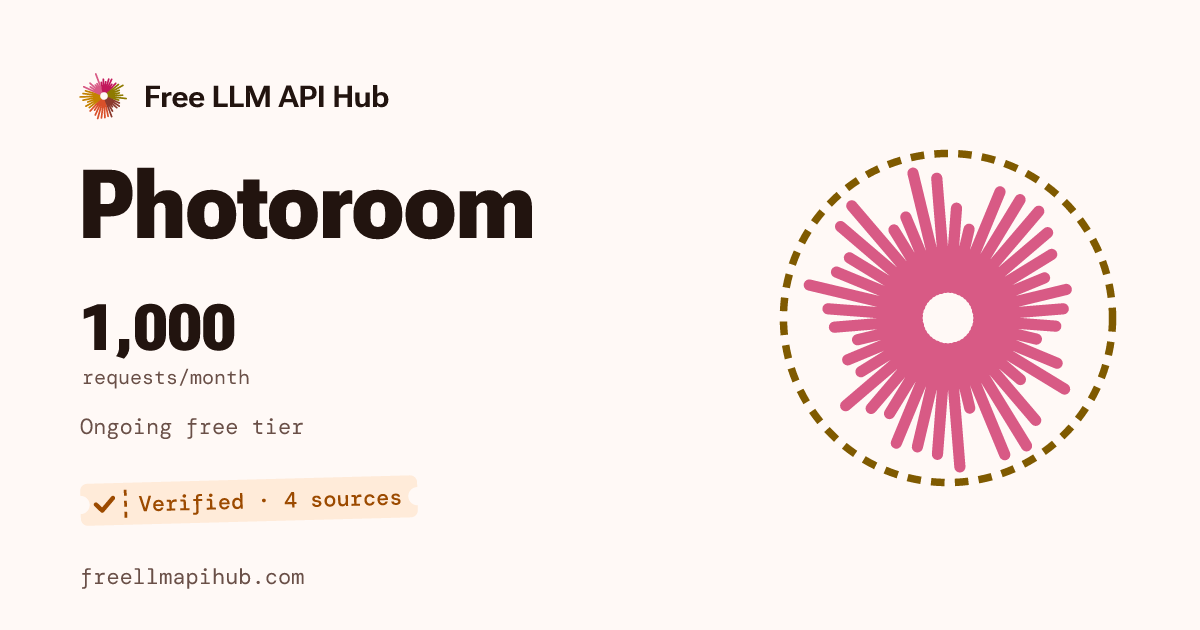 Free LLM API Hub
Photoroom
1,000
requests/month
Ongoing free tier
Verified · 4 sources
freellmapihub.com